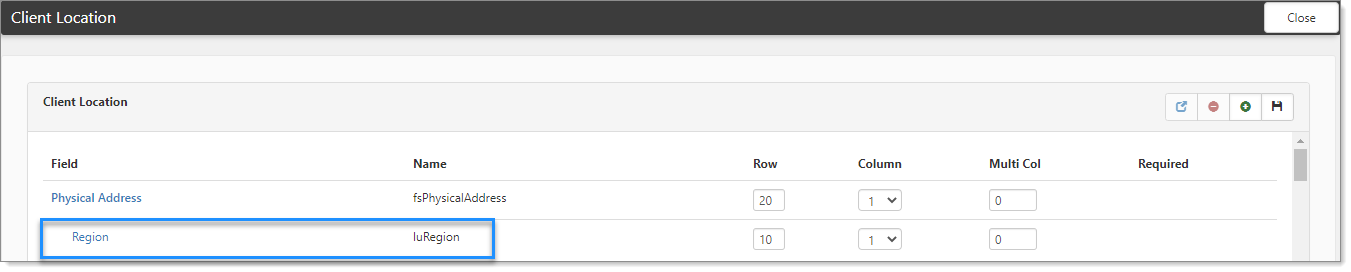 Client Location
Close
Client Location
Field Name Row Column Multi Col Required
Physical Address fsPhysicalAddress 20 1 0
Region luRegion 10 1 0